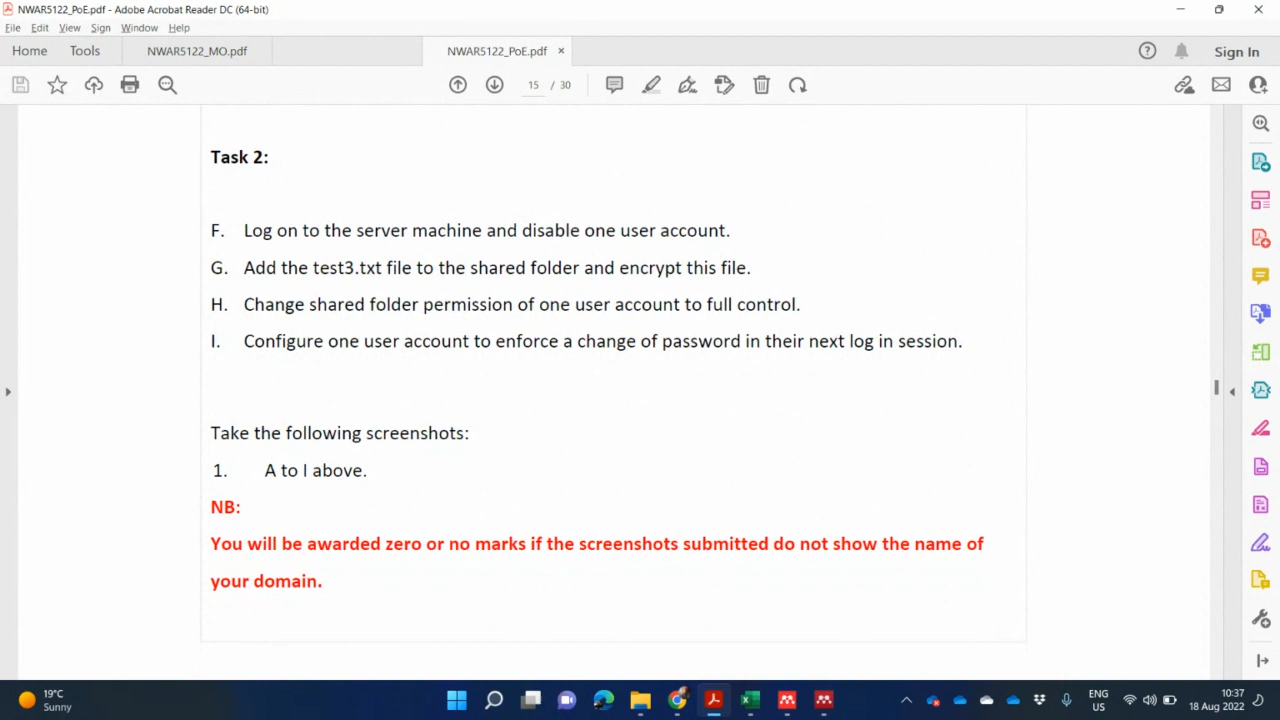 NWAR5122_PoE.pdf - Adobe Acrobat Reader DC (64-bit)
File Edit View Sign Window Help
Home Tools NWAR5122_MO.pdf NWAR5122_PoE.pdf × Sign In
15 / 30
Task 2:
F. Log on to the server machine and disable one user account.
G. Add the test3.txt file to the shared folder and encrypt this file.
H. Change shared folder permission of one user account to full control.
I. Configure one user account to enforce a change of password in their next log in session.
Take the following screenshots:
1. A to I above.
NB:
You will be awarded zero or no marks if the screenshots submitted do not show the name of
your domain.
19°C
Sunny
ENG
US
10:37
18 Aug 2022